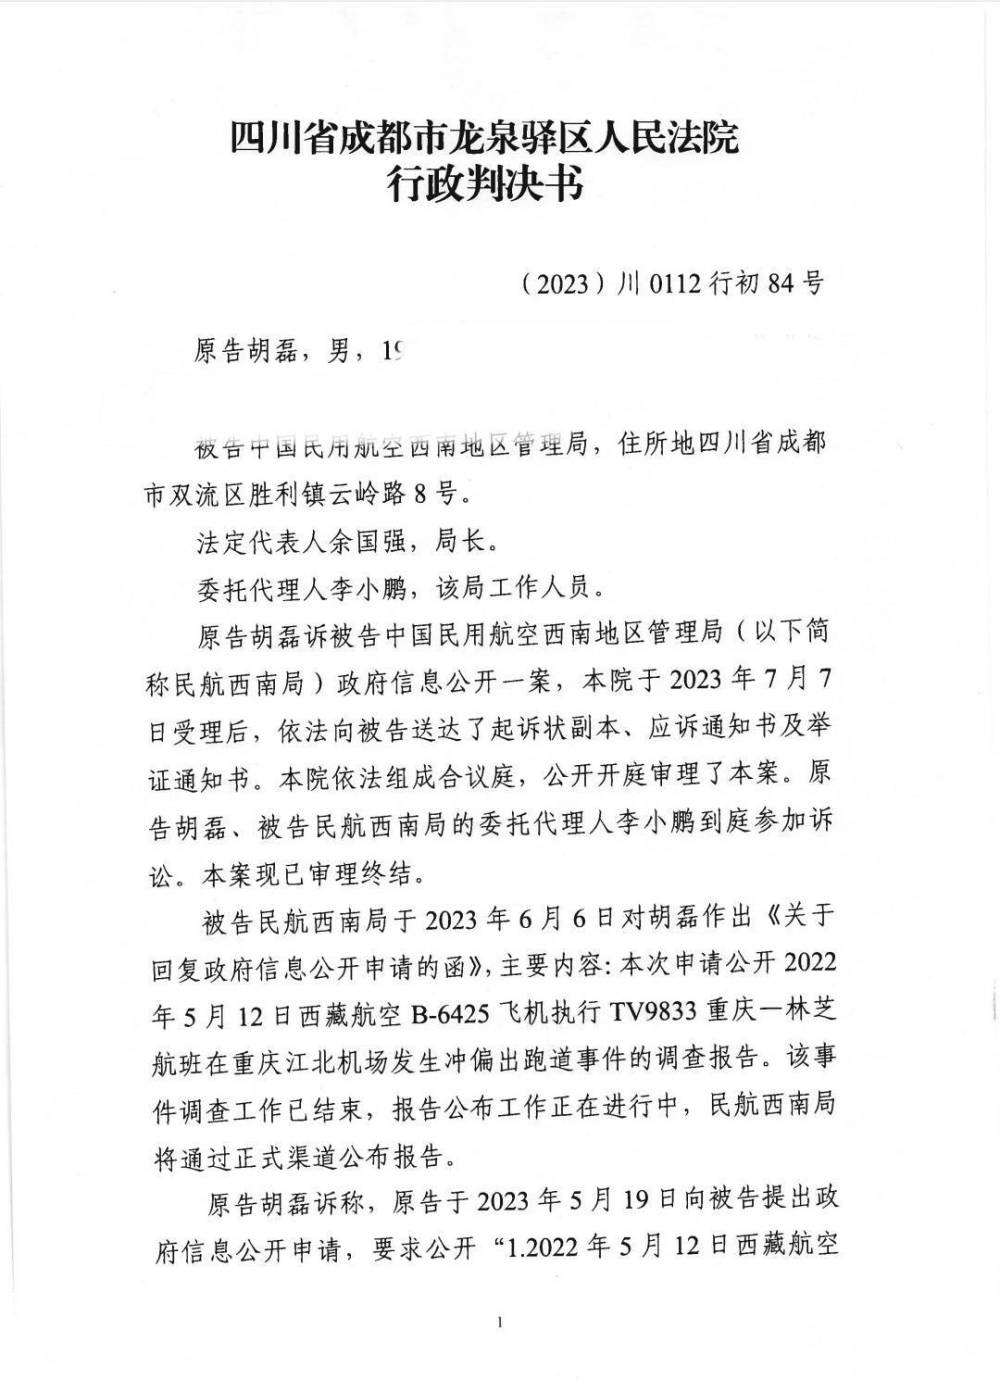 四川省成都市龙泉驿区人民法院
行政判决书
（2023）川 0112 行初 84 号
原告胡磊，男，19
被告中国民用航空西南地区管理局，住所地四川省成都
市双流区胜利镇云岭路 8 号。
法定代表人余国强，局长。
委托代理人李小鹏，该局工作人员。
原告胡磊诉被告中国民用航空西南地区管理局（以下简
称民航西南局）政府信息公开一案，本院于 2023 年 7 月 7
日受理后，依法向被告送达了起诉状副本、应诉通知书及举
证通知书。本院依法组成合议庭，公开开庭审理了本案。原
告胡磊、被告民航西南局的委托代理人李小鹏到庭参加诉
讼。本案现已审理终结。
被告民航西南局于 2023 年 6 月 6 日对胡磊作出《关于
回复政府信息公开申请的函》，主要内容：本次申请公开 2022
年 5 月 12 日西藏航空 B-6425 飞机执行 TV9833 重庆—林芝
航班在重庆江北机场发生冲偏出跑道事件的调查报告。该事
件调查工作已结束，报告公布工作正在进行中，民航西南局
将通过正式渠道公布报告。
原告胡磊诉称，原告于 2023 年 5 月 19 日向被告提出政
府信息公开申请，要求公开“1.2022 年 5 月 12 日西藏航空
1